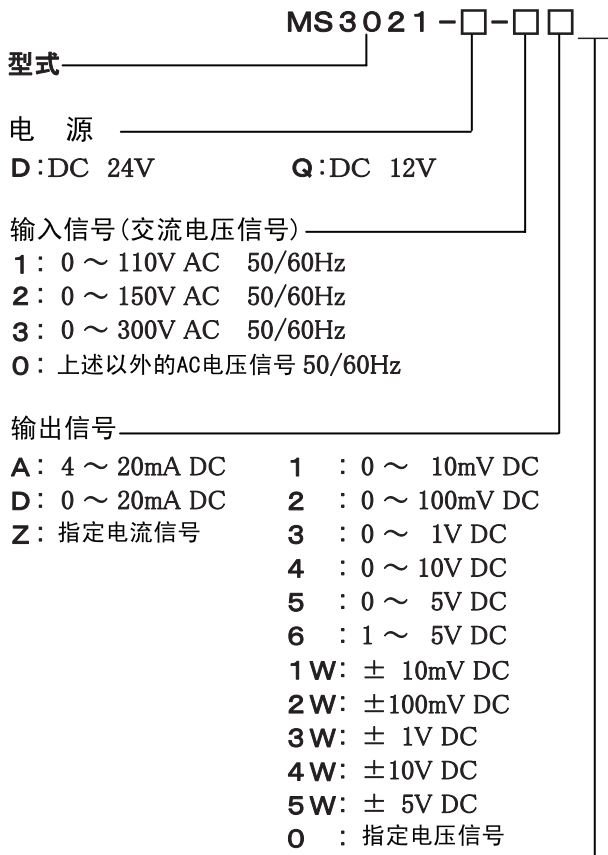 MS3021-□-□□
型式
电 源
D:DC 24V Q:DC 12V
输入信号(交流电压信号)
1: 0～110V AC 50/60Hz
2: 0～150V AC 50/60Hz
3: 0～300V AC 50/60Hz
0: 上述以外的AC电压信号 50/60Hz
输出信号
A: 4～20mA DC 1 : 0～ 10mV DC
D: 0～20mA DC 2 : 0～100mV DC
Z: 指定电流信号 3 : 0～ 1V DC
4 : 0～10V DC
5 : 0～ 5V DC
6 : 1～ 5V DC
1W: ± 10mV DC
2W: ±100mV DC
3W: ± 1V DC
4W: ±10V DC
5W: ± 5V DC
0 : 指定电压信号